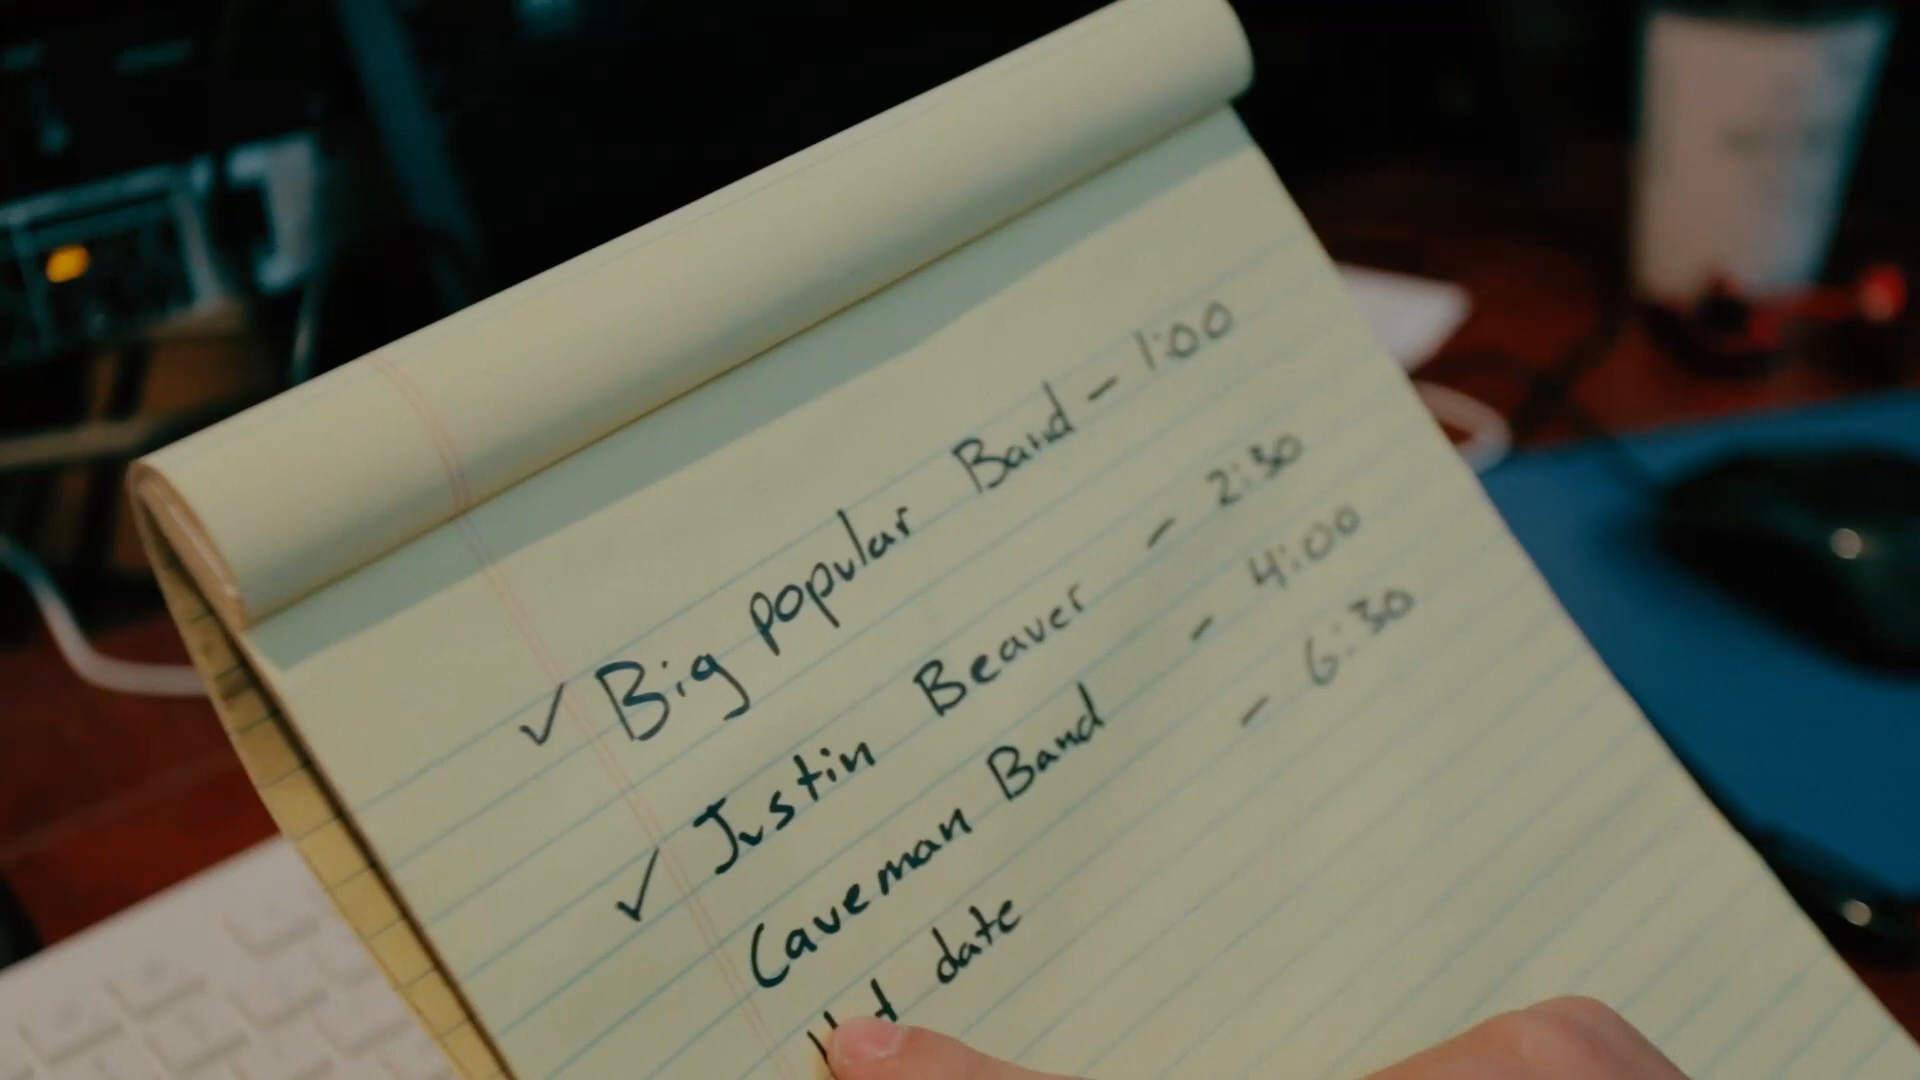 ✓ Big popular Band - 1:00
✓ Justin Beaver - 2:30
Caveman Band - 4:00
date - 6:30